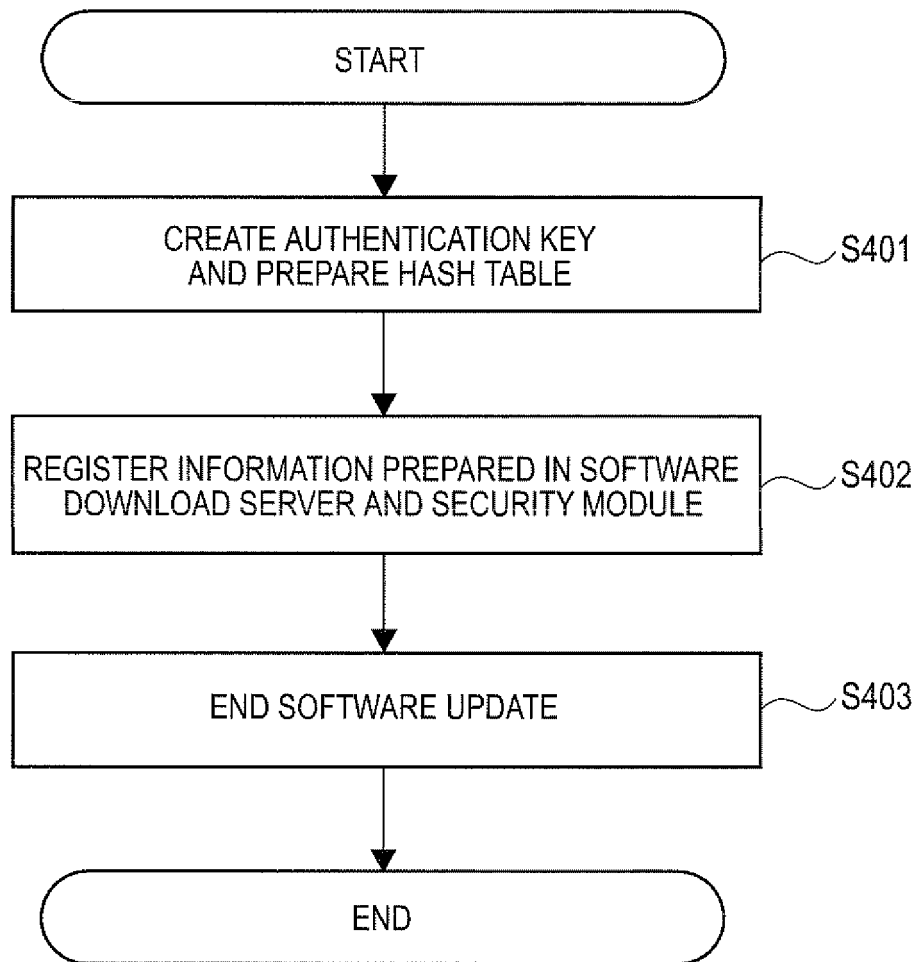 START
CREATE AUTHENTICATION KEY
AND PREPARE HASH TABLE
S401
REGISTER INFORMATION PREPARED IN SOFTWARE
DOWNLOAD SERVER AND SECURITY MODULE
S402
END SOFTWARE UPDATE
S403
END